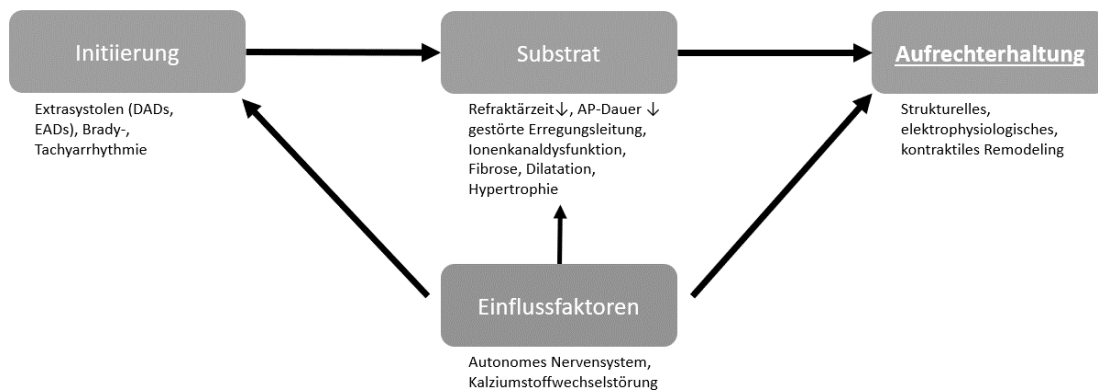 Initiierung
Extrasystolen (DADs,
EADs), Brady-,
Tachyarrhythmie
Substrat
Refraktärzeit↓, AP-Dauer ↓
gestörte Erregungsleitung,
Ionenkanaldysfunktion,
Fibrose, Dilatation,
Hypertrophie
Aufrechterhaltung
Strukturelles,
elektrophysiologisches,
kontraktiles Remodeling
Einflussfaktoren
Autonomes Nervensystem,
Kalziumstoffwechselstörung